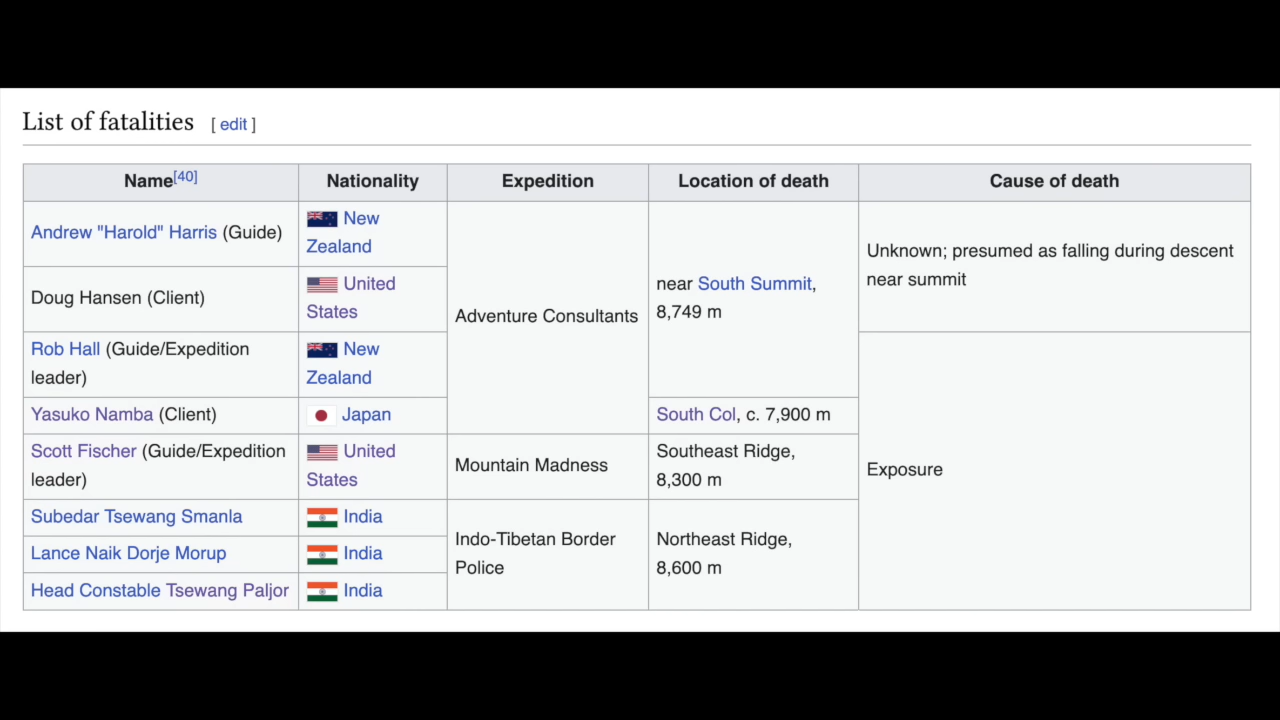 List of fatalities [ edit ]
Name[40] Nationality Expedition Location of death Cause of death
Andrew "Harold" Harris (Guide)
New
Zealand
Adventure Consultants
near South Summit,
8,749 m
Unknown; presumed as falling during descent
near summit
Doug Hansen (Client)
United
States
Rob Hall (Guide/Expedition
leader)
New
Zealand
Exposure
Yasuko Namba (Client)
Japan
South Col, c. 7,900 m
Scott Fischer (Guide/Expedition
leader)
United
States
Mountain Madness
Southeast Ridge,
8,300 m
Subedar Tsewang Smanla
India
Indo-Tibetan Border
Police
Northeast Ridge,
8,600 m
Lance Naik Dorje Morup
India
Head Constable Tsewang Paljor
India